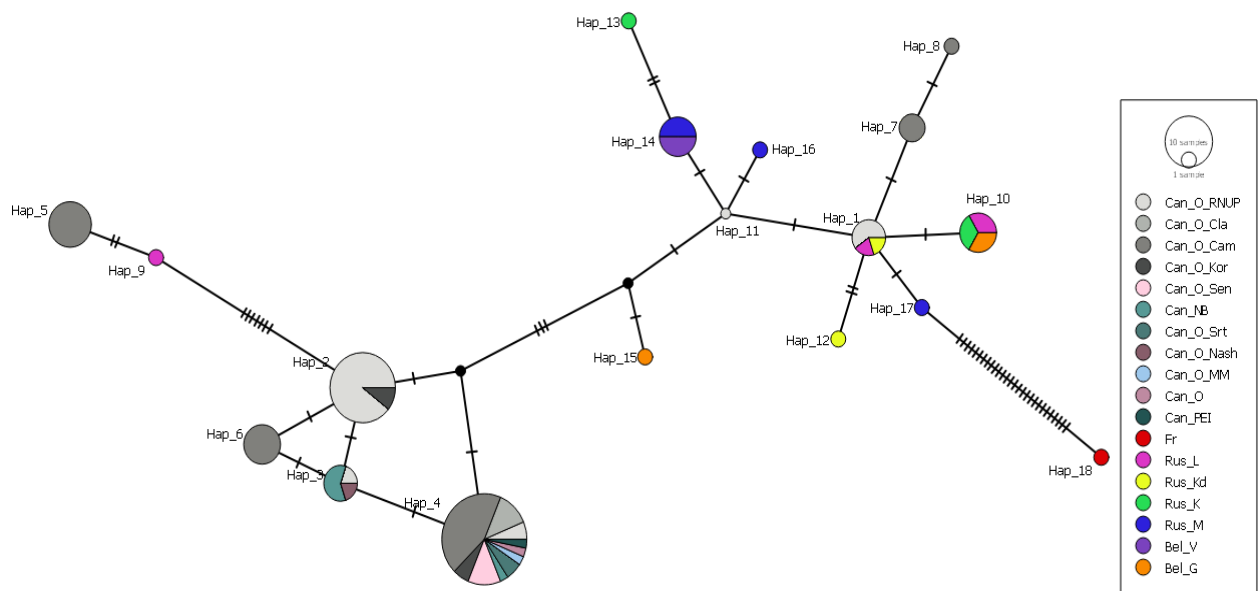 Hap_13
Hap_8
Hap_7
Hap_14
Hap_16
Hap_10
Hap_5
Hap_1
Hap_11
Hap_9
Hap_17
Hap_12
Hap_15
Hap_2
Hap_6
Hap_3
Hap_4
Hap_18
10 samples
1 sample
Can_O_RNUP
Can_O_Cla
Can_O_Cam
Can_O_Kor
Can_O_Sen
Can_NB
Can_O_Srt
Can_O_Nash
Can_O_MM
Can_O
Can_PEI
Fr
Rus_L
Rus_Kd
Rus_K
Rus_M
Bel_V
Bel_G